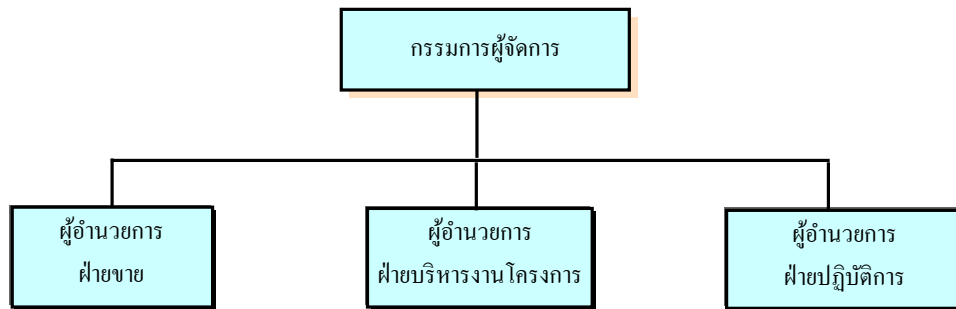 กรรมการผู้จัดการ
ผู้อำนวยการ
ฝ่ายขาย
ผู้อำนวยการ
ฝ่ายบริหารงานโครงการ
ผู้อำนวยการ
ฝ่ายปฏิบัติการ